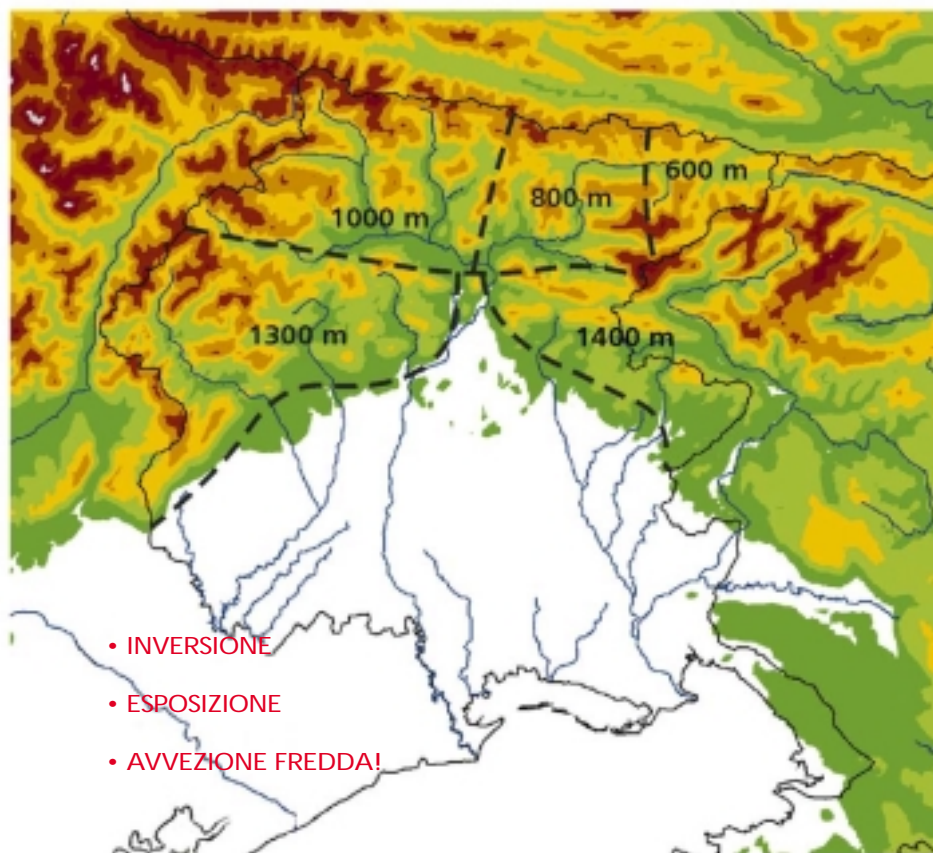 600 m
800 m
1000 m
1300 m
1400 m
• INVERSIONE
• ESPOSIZIONE
• AVVEZIONE FREDDA!